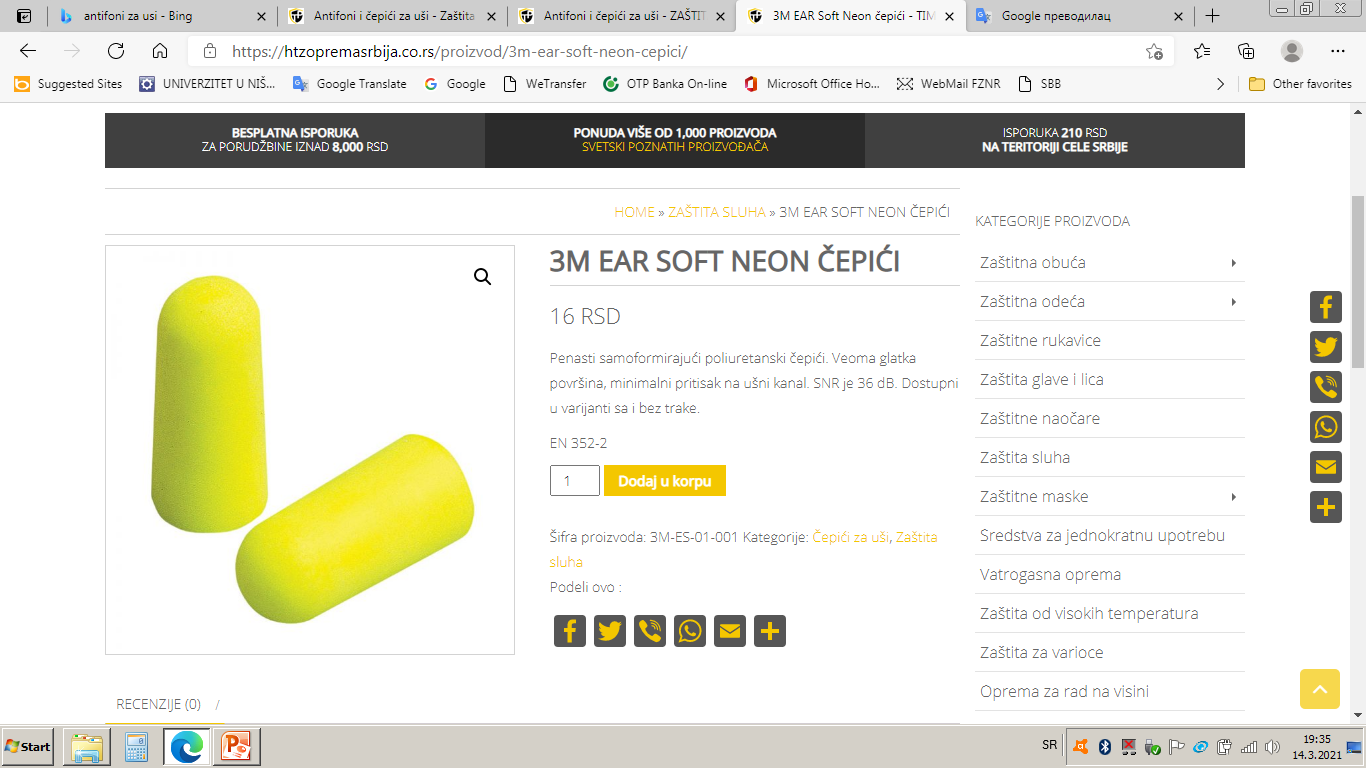 antifoni za usi - Bing
Antifoni i čepići za uši - Zaštita
Antifoni i čepići za uši - ZAŠTIT
3M EAR Soft Neon čepići - TIM
Google преводилац
https://htzopremasrbija.co.rs/proizvod/3m-ear-soft-neon-cepici/
Suggested Sites
UNIVERZITET U NIŠ...
Google Translate
Google
WeTransfer
OTP Banka On-line
Microsoft Office Ho...
WebMail FZNR
SBB
Other favorites
BESPLATNA ISPORUKA
ZA PORUDŽBINE IZNAD 8,000 RSD
PONUDA VIŠE OD 1,000 PROIZVODA
SVETSKI POZNATIH PROIZVOĐAČA
ISPORUKA 210 RSD
NA TERITORIJI CELE SRBIJE
HOME » ZAŠTITA SLUHA » 3M EAR SOFT NEON ČEPIĆI
3M EAR SOFT NEON ČEPIĆI
16 RSD
Penasti samoformirajući poliuretanski čepići. Veoma glatka
površina, minimalni pritisak na ušni kanal. SNR je 36 dB. Dostupni
u varijanti sa i bez trake.
EN 352-2
1
Dodaj u korpu
Šifra proizvoda: 3M-ES-01-001 Kategorije: Čepići za uši, Zaštita
sluha
Podeli ovo :
RECENZIJE (0) /
KATEGORIJE PROIZVODA
Zaštitna obuća
Zaštitna odeća
Zaštitne rukavice
Zaštita glave i lica
Zaštitne naočare
Zaštita sluha
Zaštitne maske
Sredstva za jednokratnu upotrebu
Vatrogasna oprema
Zaštita od visokih temperatura
Zaštita za varioce
Oprema za rad na visini
Start
SR
19:35
14.3.2021